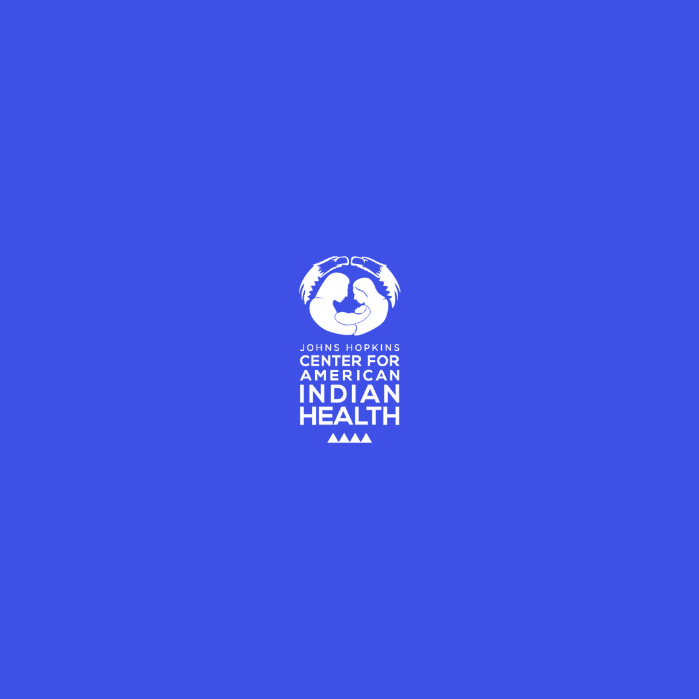 JOHNS HOPKINS
CENTER FOR
AMERICAN
INDIAN
HEALTH